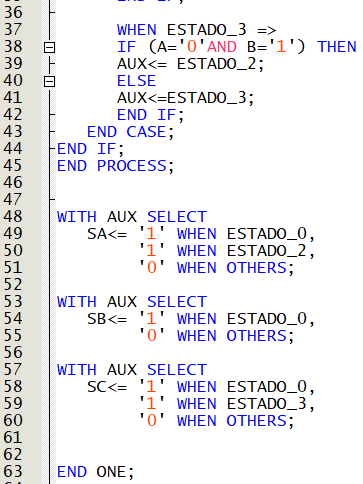 35 END IF;
36
37 WHEN ESTADO_3 =>
38 IF (A='0'AND B='1') THEN
39 AUX<= ESTADO_2;
40 ELSE
41 AUX<=ESTADO_3;
42 END IF;
43 END CASE;
44 END IF;
45 END PROCESS;
46
47
48 WITH AUX SELECT
49 SA<= '1' WHEN ESTADO_0,
50 '1' WHEN ESTADO_2,
51 '0' WHEN OTHERS;
52
53 WITH AUX SELECT
54 SB<= '1' WHEN ESTADO_0,
55 '0' WHEN OTHERS;
56
57 WITH AUX SELECT
58 SC<= '1' WHEN ESTADO_0,
59 '1' WHEN ESTADO_3,
60 '0' WHEN OTHERS;
61
62
63 END ONE;